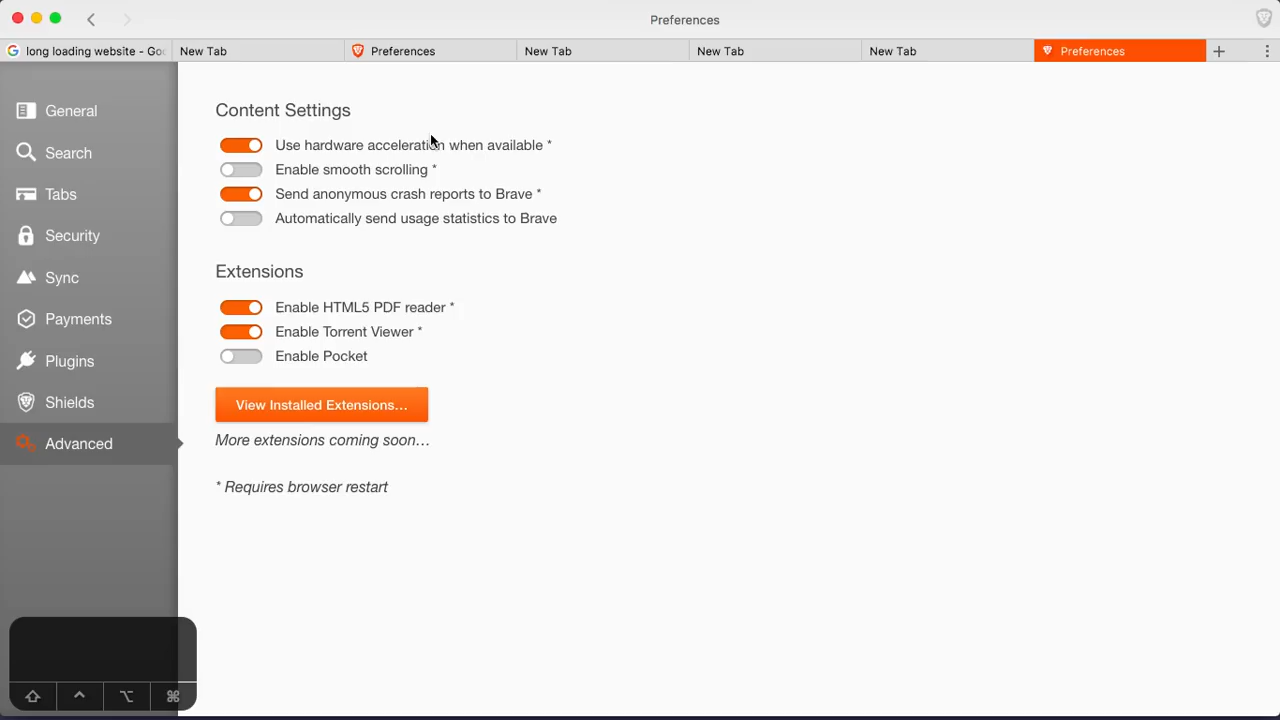 Preferences
long loading website - Goo
New Tab
Preferences
New Tab
New Tab
New Tab
Preferences
General
Search
Tabs
Security
Sync
Payments
Plugins
Shields
Advanced
Content Settings
Use hardware acceleration when available *
Enable smooth scrolling *
Send anonymous crash reports to Brave *
Automatically send usage statistics to Brave
Extensions
Enable HTML5 PDF reader *
Enable Torrent Viewer *
Enable Pocket
View Installed Extensions…
More extensions coming soon…
* Requires browser restart